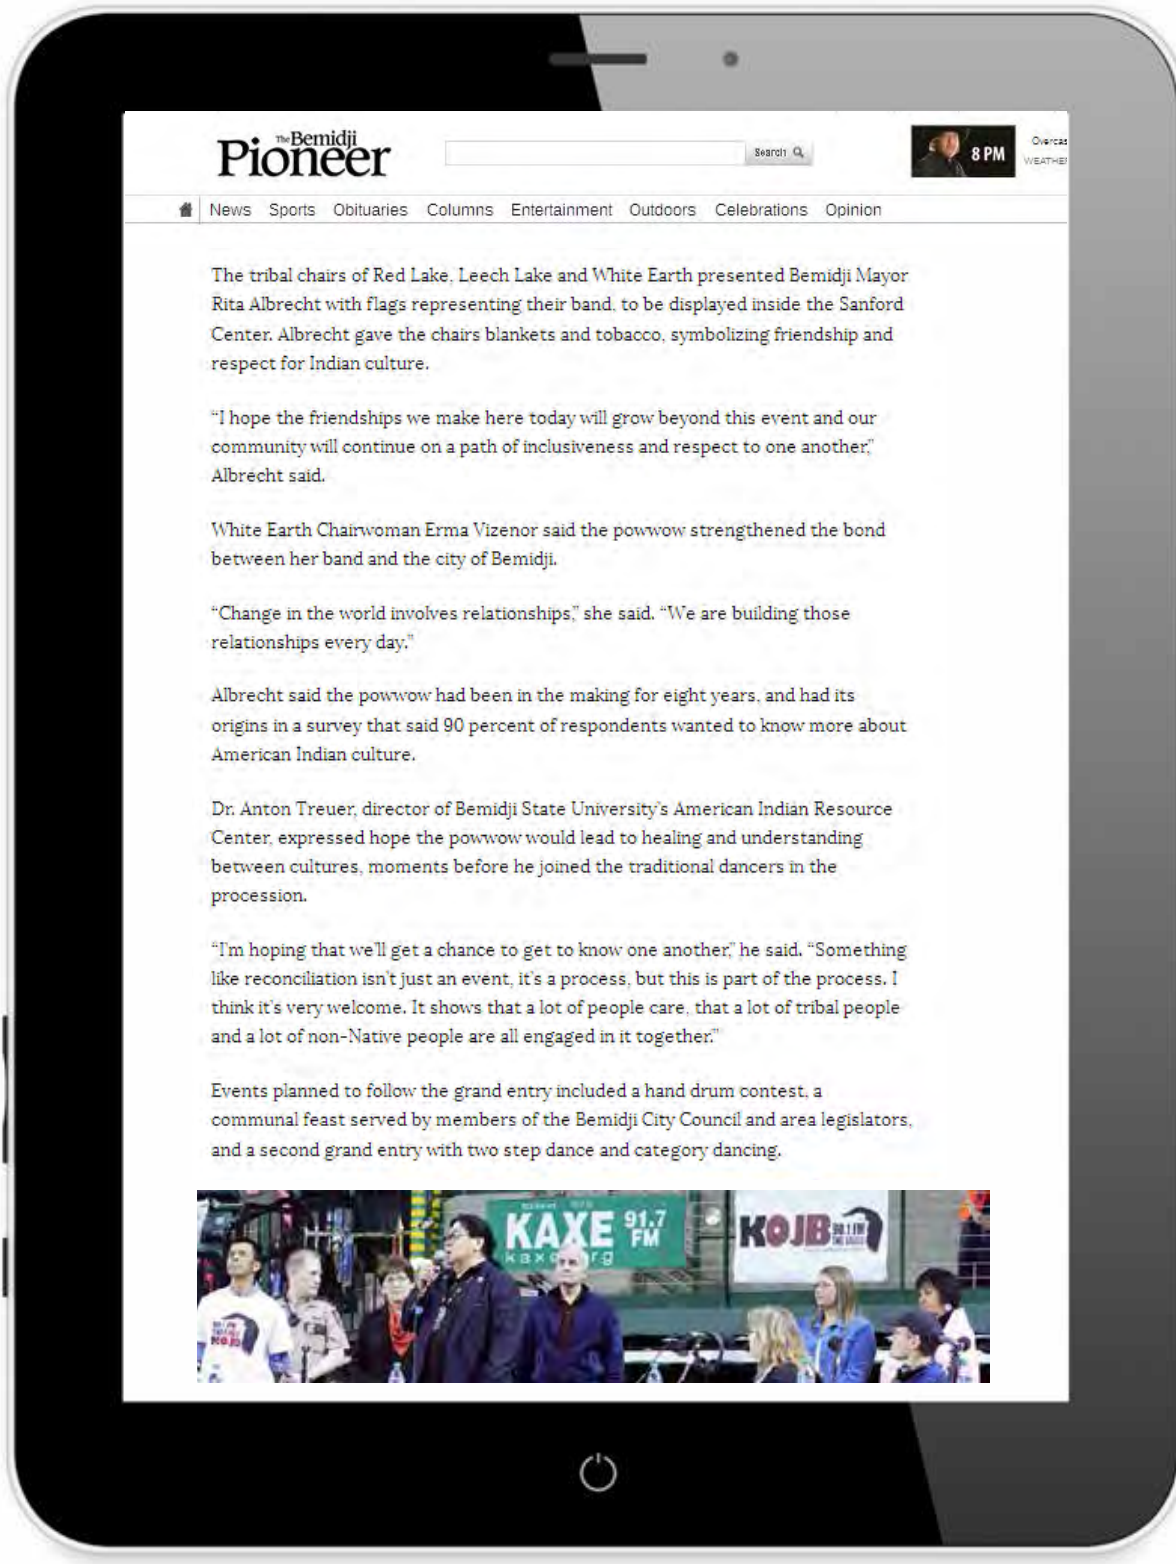 The Bemidji
Pioneer
Search
8 PM
Overcas
WEATHER
News Sports Obituaries Columns Entertainment Outdoors Celebrations Opinion
The tribal chairs of Red Lake, Leech Lake and White Earth presented Bemidji Mayor
Rita Albrecht with flags representing their band, to be displayed inside the Sanford
Center. Albrecht gave the chairs blankets and tobacco, symbolizing friendship and
respect for Indian culture.
“I hope the friendships we make here today will grow beyond this event and our
community will continue on a path of inclusiveness and respect to one another,”
Albrecht said.
White Earth Chairwoman Erma Vizenor said the powwow strengthened the bond
between her band and the city of Bemidji.
“Change in the world involves relationships,” she said. “We are building those
relationships every day.”
Albrecht said the powwow had been in the making for eight years, and had its
origins in a survey that said 90 percent of respondents wanted to know more about
American Indian culture.
Dr. Anton Treuer, director of Bemidji State University's American Indian Resource
Center, expressed hope the powwow would lead to healing and understanding
between cultures, moments before he joined the traditional dancers in the
procession.
“I'm hoping that we'll get a chance to get to know one another,” he said. “Something
like reconciliation isn't just an event, it's a process, but this is part of the process. I
think it's very welcome. It shows that a lot of people care, that a lot of tribal people
and a lot of non-Native people are all engaged in it together.”
Events planned to follow the grand entry included a hand drum contest, a
communal feast served by members of the Bemidji City Council and area legislators,
and a second grand entry with two step dance and category dancing.
KAXE 91.7
FM
KOJB 90.1 FM
THE EAGLE
KOJB